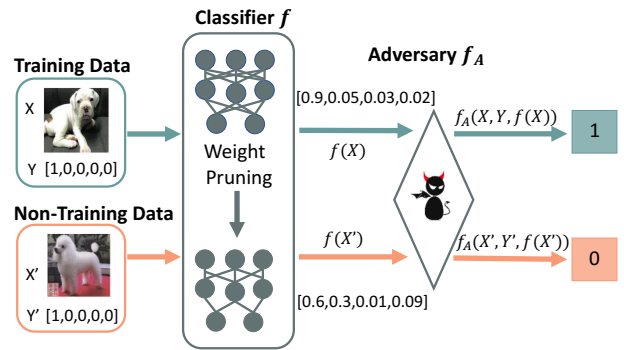 Classifier f
Training Data
X
Y [1,0,0,0,0]
Weight
Pruning
Non-Training Data
X'
Y' [1,0,0,0,0]
Adversary f_A
[0.9,0.05,0.03,0.02]
f(X)
f(X')
[0.6,0.3,0.01,0.09]
f_A(X,Y,f(X))
1
f_A(X',Y',f(X'))
0